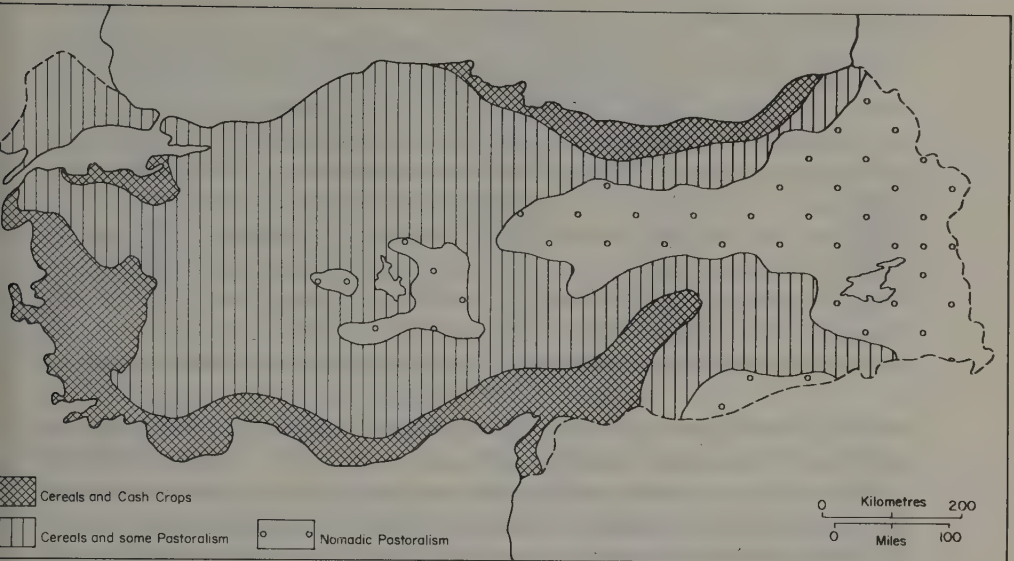 Cereals and Cash Crops
Cereals and some Pastoralism
Nomadic Pastoralism
0 Kilometres 200
0 Miles 100